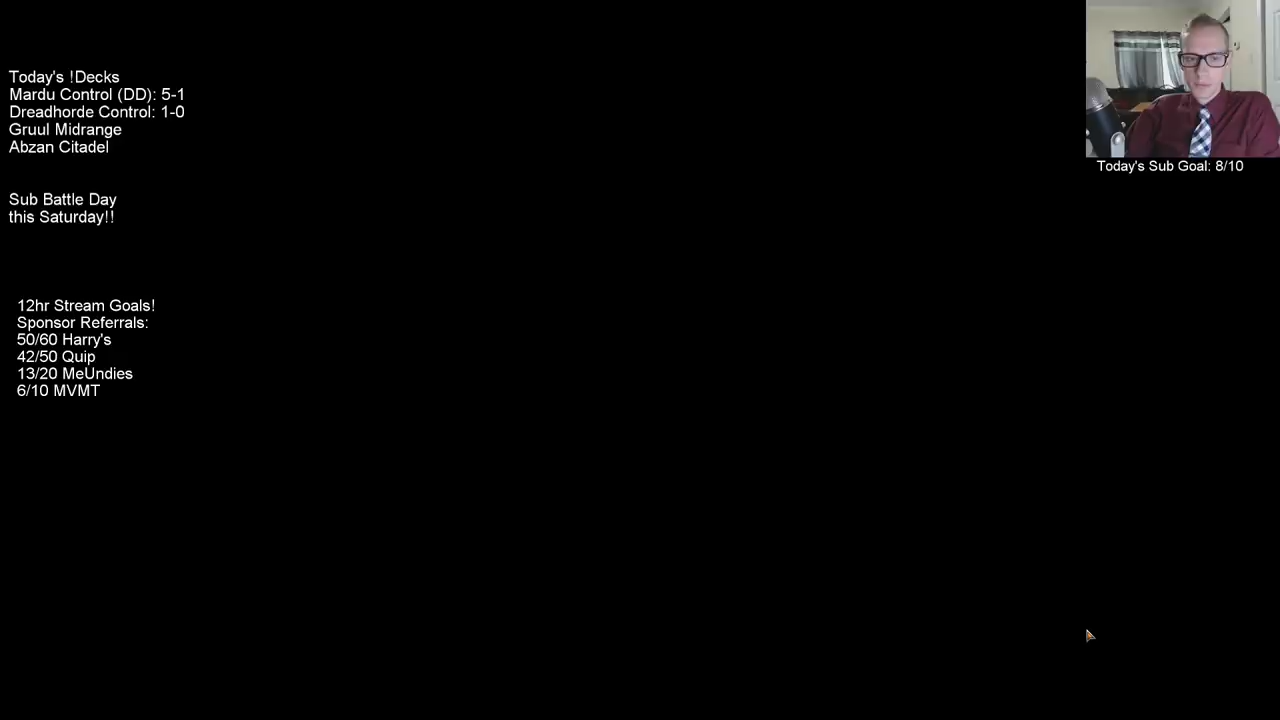 Today's !Decks
Mardu Control (DD): 5-1
Dreadhorde Control: 1-0
Gruul Midrange
Abzan Citadel
Sub Battle Day
this Saturday!!
12hr Stream Goals!
Sponsor Referrals:
50/60 Harry's
42/50 Quip
13/20 MeUndies
6/10 MVMT
Today's Sub Goal: 8/10